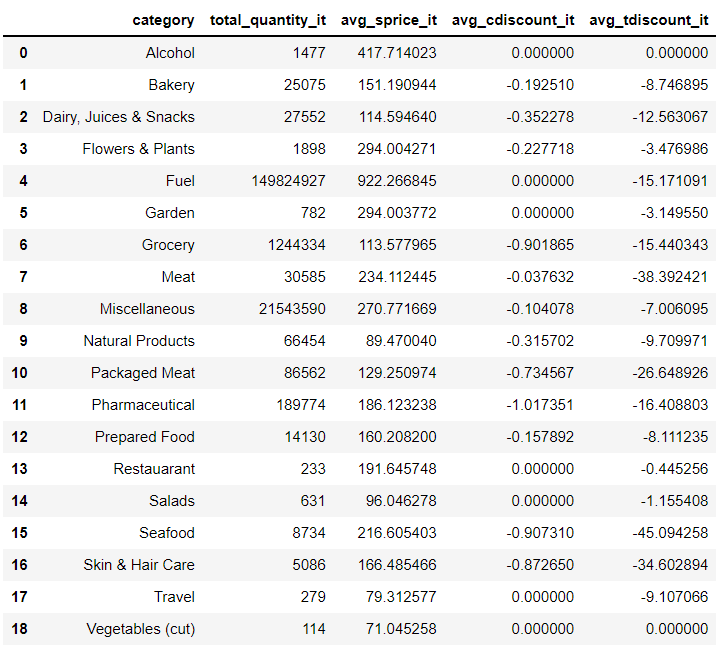 category total_quantity_it avg_sprice_it avg_cdiscount_it avg_tdiscount_it
0 Alcohol 1477 417.714023 0.000000 0.000000
1 Bakery 25075 151.190944 -0.192510 -8.746895
2 Dairy, Juices & Snacks 27552 114.594640 -0.352278 -12.563067
3 Flowers & Plants 1898 294.004271 -0.227718 -3.476986
4 Fuel 149824927 922.266845 0.000000 -15.171091
5 Garden 782 294.003772 0.000000 -3.149550
6 Grocery 1244334 113.577965 -0.901865 -15.440343
7 Meat 30585 234.112445 -0.037632 -38.392421
8 Miscellaneous 21543590 270.771669 -0.104078 -7.006095
9 Natural Products 66454 89.470040 -0.315702 -9.709971
10 Packaged Meat 86562 129.250974 -0.734567 -26.648926
11 Pharmaceutical 189774 186.123238 -1.017351 -16.408803
12 Prepared Food 14130 160.208200 -0.157892 -8.111235
13 Restauarant 233 191.645748 0.000000 -0.445256
14 Salads 631 96.046278 0.000000 -1.155408
15 Seafood 8734 216.605403 -0.907310 -45.094258
16 Skin & Hair Care 5086 166.485466 -0.872650 -34.602894
17 Travel 279 79.312577 0.000000 -9.107066
18 Vegetables (cut) 114 71.045258 0.000000 0.000000